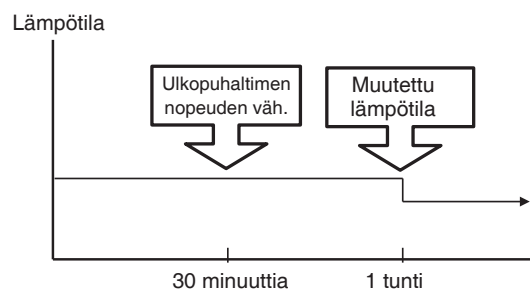 Lämpötila
Ulkopuhaltimen
nopeuden väh.
Muutettu
lämpötila
30 minuuttia
1 tunti